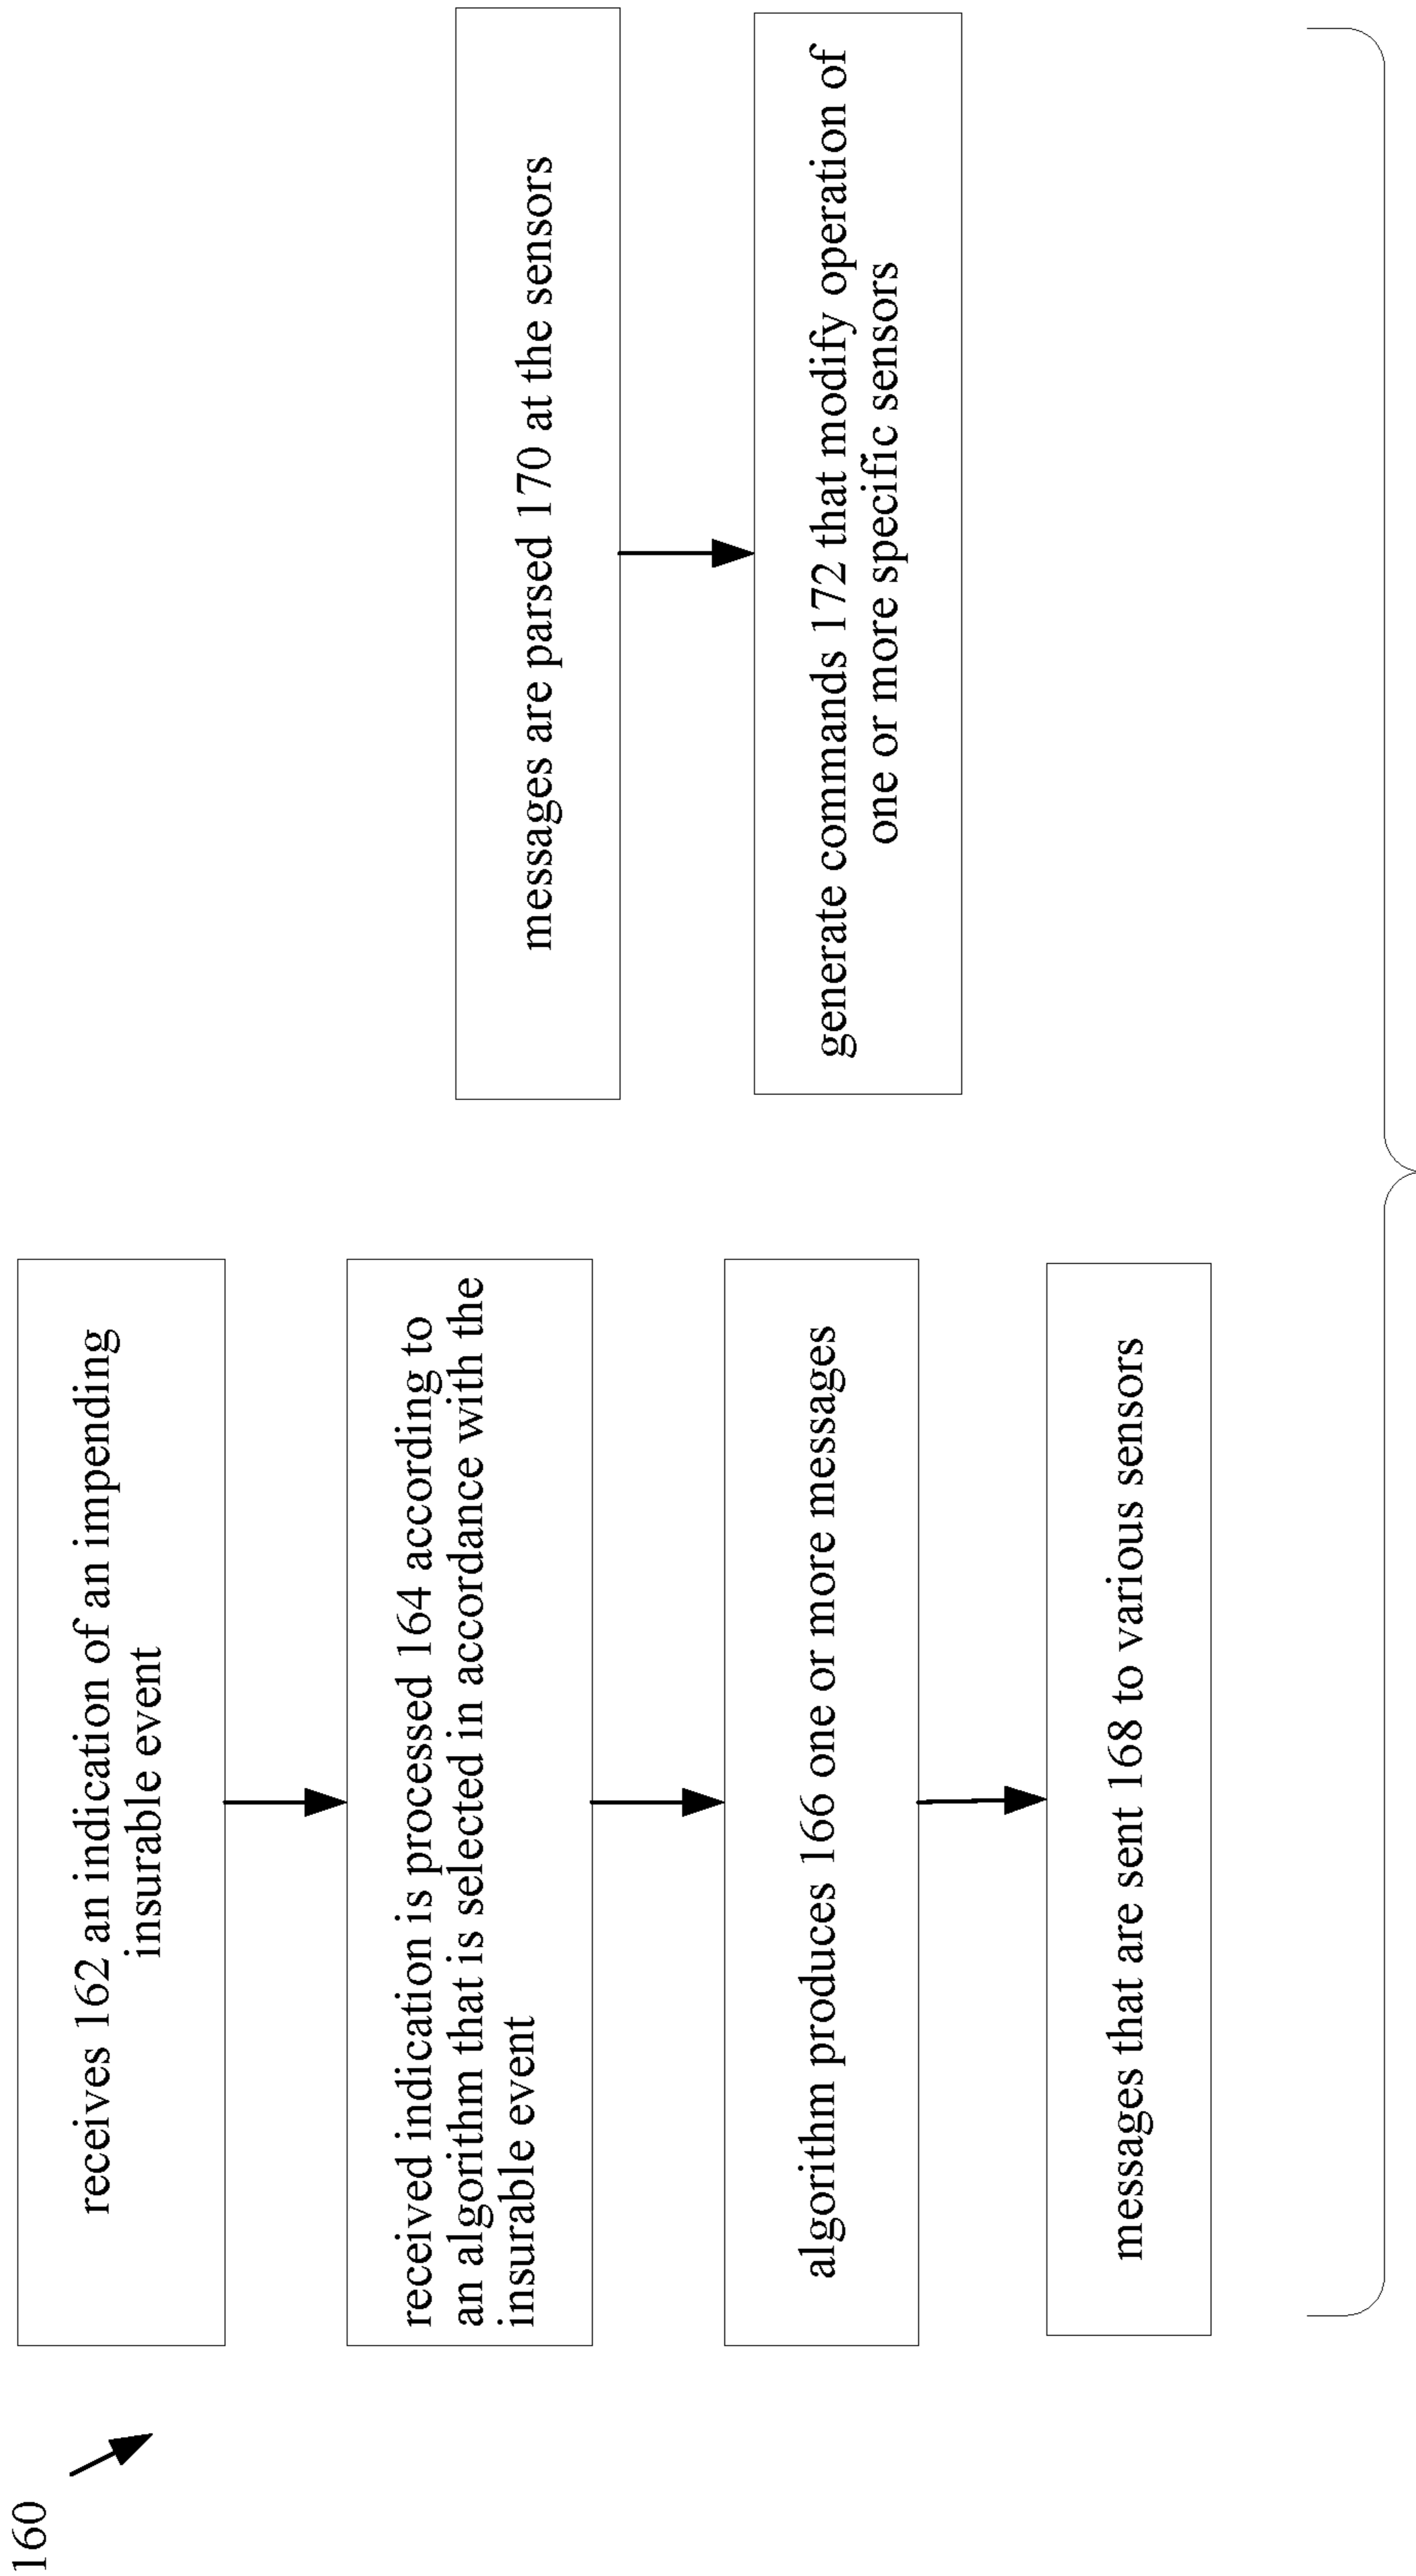 160
receives 162 an indication of an impending
insurable event
received indication is processed 164 according to
an algorithm that is selected in accordance with the
insurable event
algorithm produces 166 one or more messages
messages that are sent 168 to various sensors
messages are parsed 170 at the sensors
generate commands 172 that modify operation of
one or more specific sensors